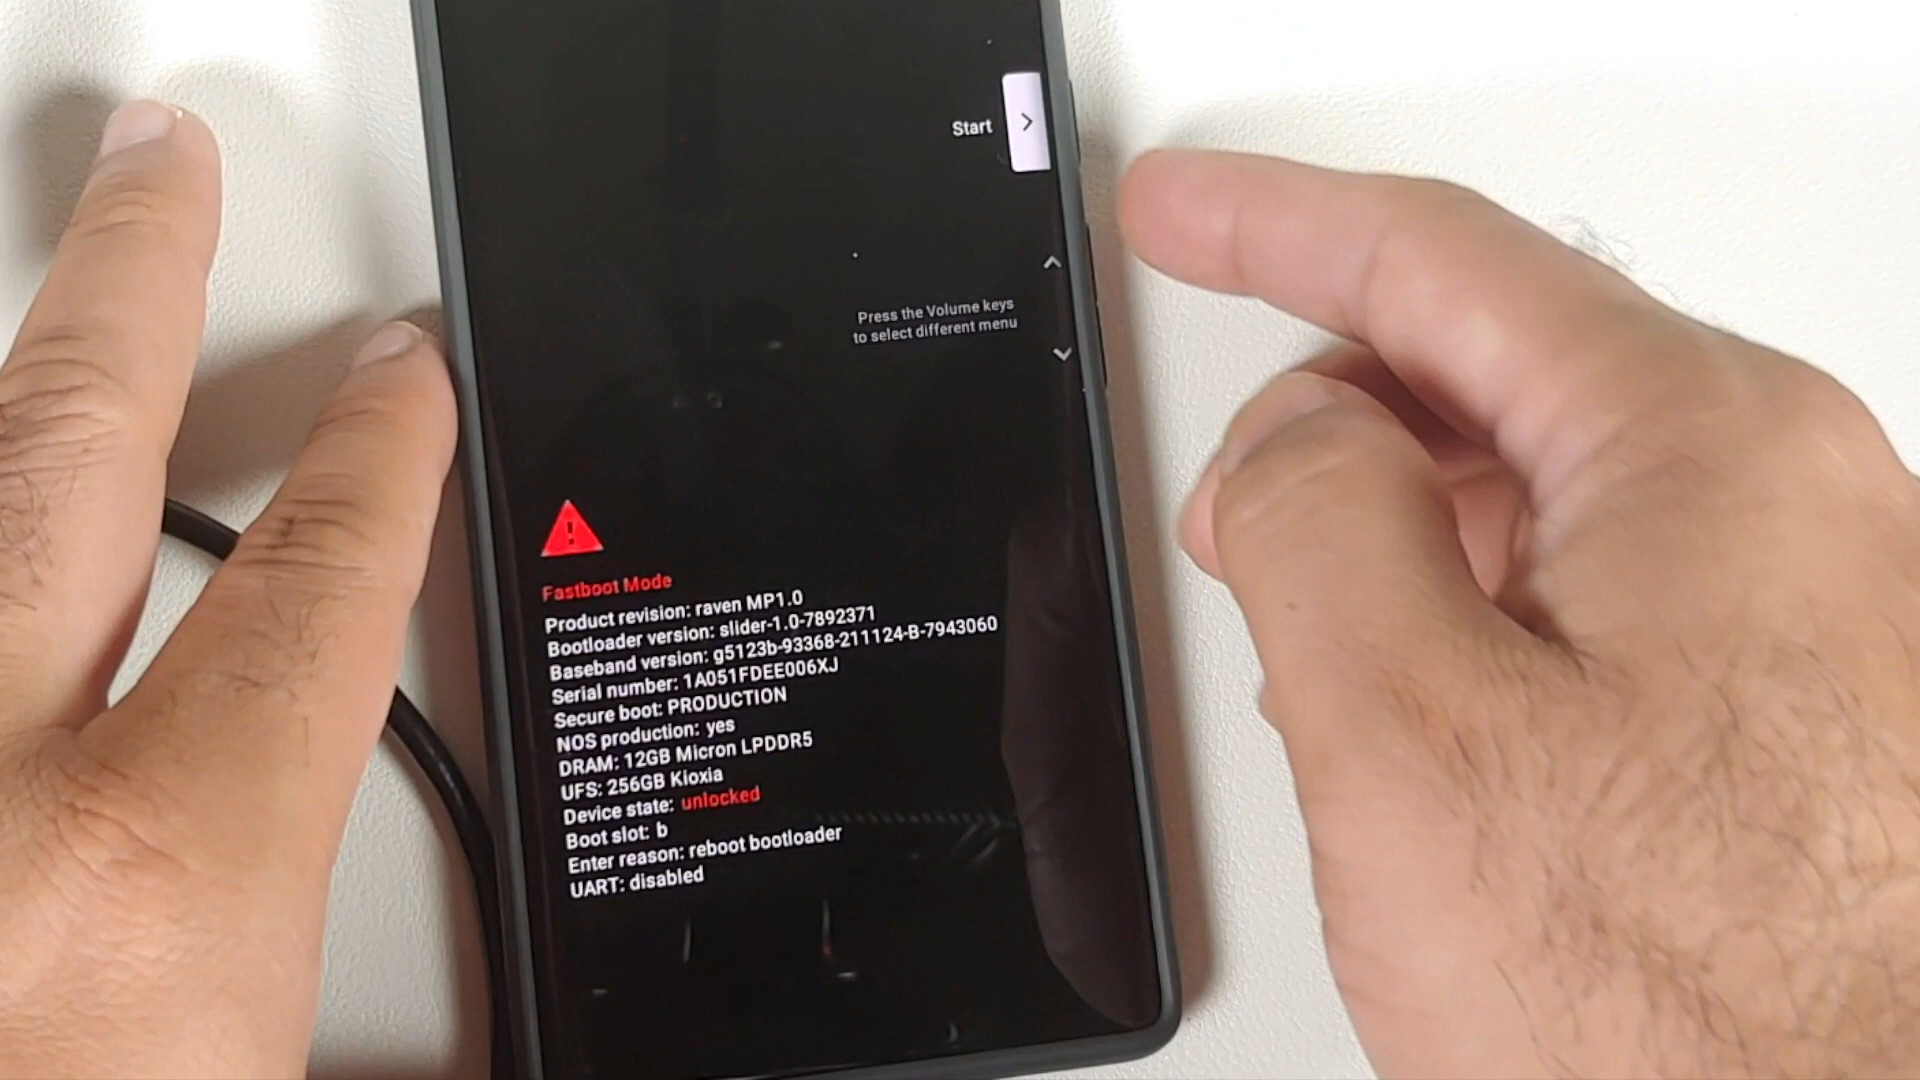 Start
Press the Volume keys
to select different menu
Fastboot Mode
Product revision: raven MP1.0
Bootloader version: slider-1.0-7892371
Baseband version: g5123b-93368-211124-B-7943060
Serial number: 1A051FDEE006XJ
Secure boot: PRODUCTION
NOS production: yes
DRAM: 12GB Micron LPDDR5
UFS: 256GB Kioxia
Device state: unlocked
Boot slot: b
Enter reason: reboot bootloader
UART: disabled